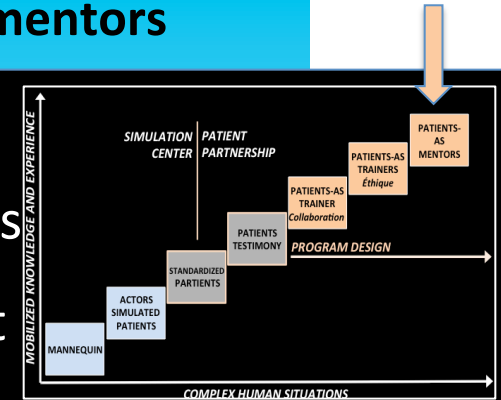 mentors
MOBILIZED KNOWLEDGE AND EXPERIENCE
SIMULATION
CENTER
PATIENT
PARTNERSHIP
PATIENTS-
AS
MENTORS
PATIENTS-AS
TRAINERS
Éthique
PATIENTS-AS
TRAINER
Collaboration
PATIENTS
TESTIMONY
PROGRAM DESIGN
STANDARDIZED
PARTIENTS
ACTORS
SIMULATED
PATIENTS
MANNEQUIN
s
t
COMPLEX HUMAN SITUATIONS